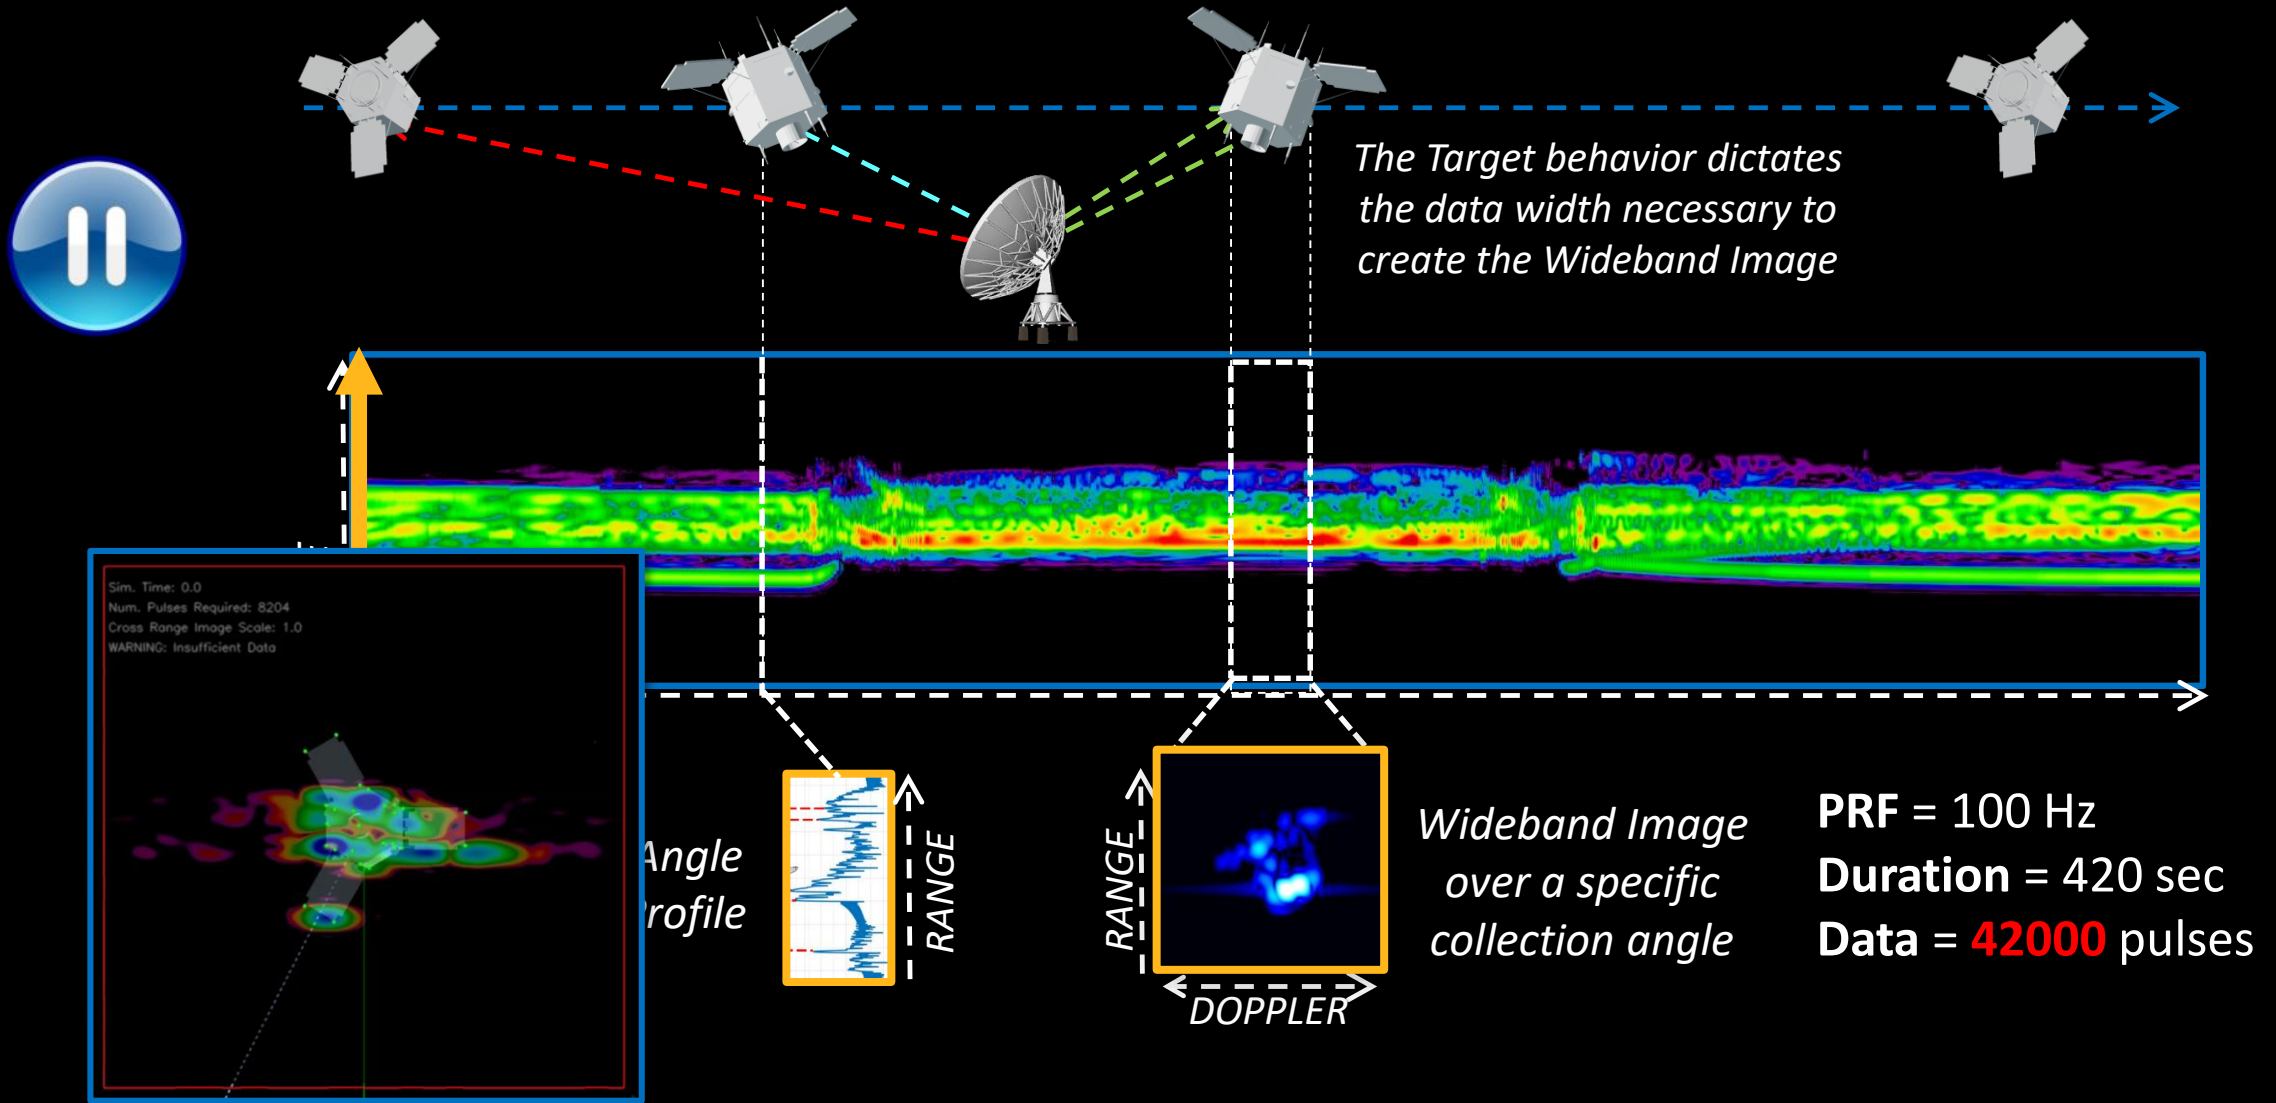 The Target behavior dictates
the data width necessary to
create the Wideband Image
Sim. Time: 0.0
Num. Pulses Required: 8204
Cross Range Image Scale: 1.0
WARNING: Insufficient Data
Angle
rofile
RANGE
RANGE
DOPPLER
Wideband Image
over a specific
collection angle
PRF = 100 Hz
Duration = 420 sec
Data = 42000 pulses